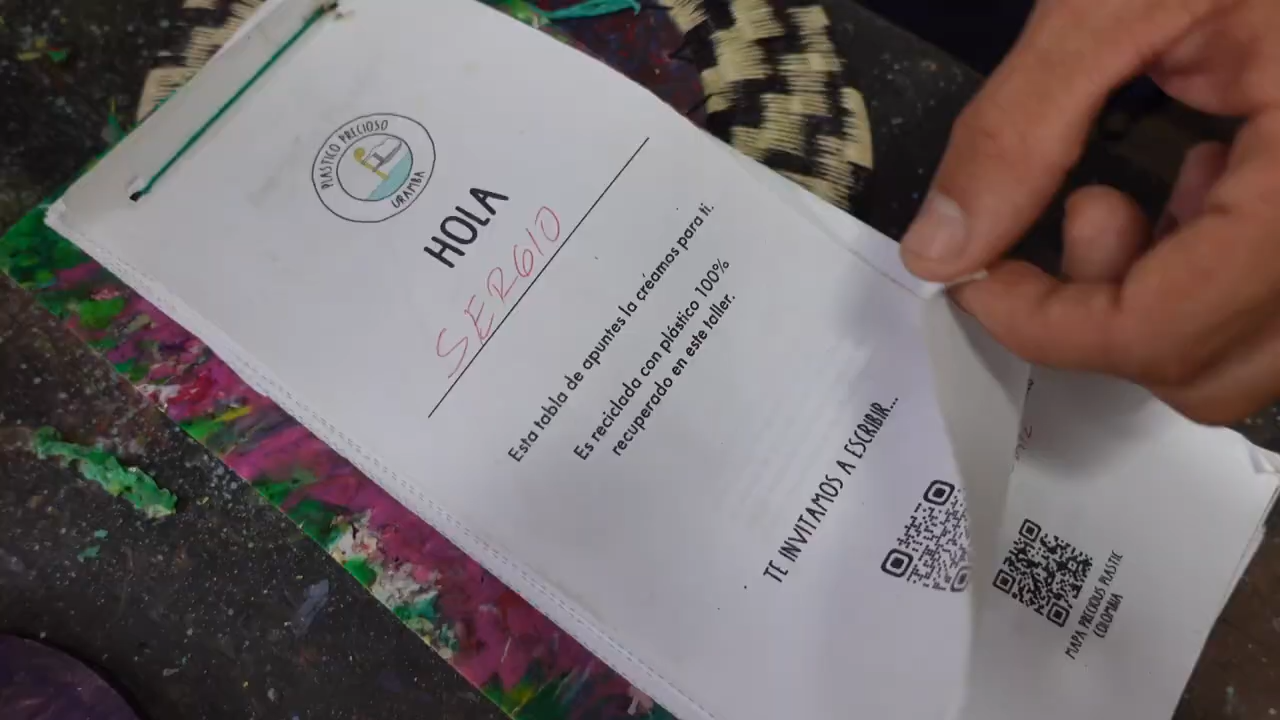 PLASTICO PRECIOSO
URAMBA
HOLA
SERGIO
Esta tabla de apuntes la creamos para ti.
Es reciclada con plástico 100%
recuperado en este taller.
TE INVITAMOS A ESCRIBIR...
MAPA PRECIOUS PLASTIC
COLOMBIA